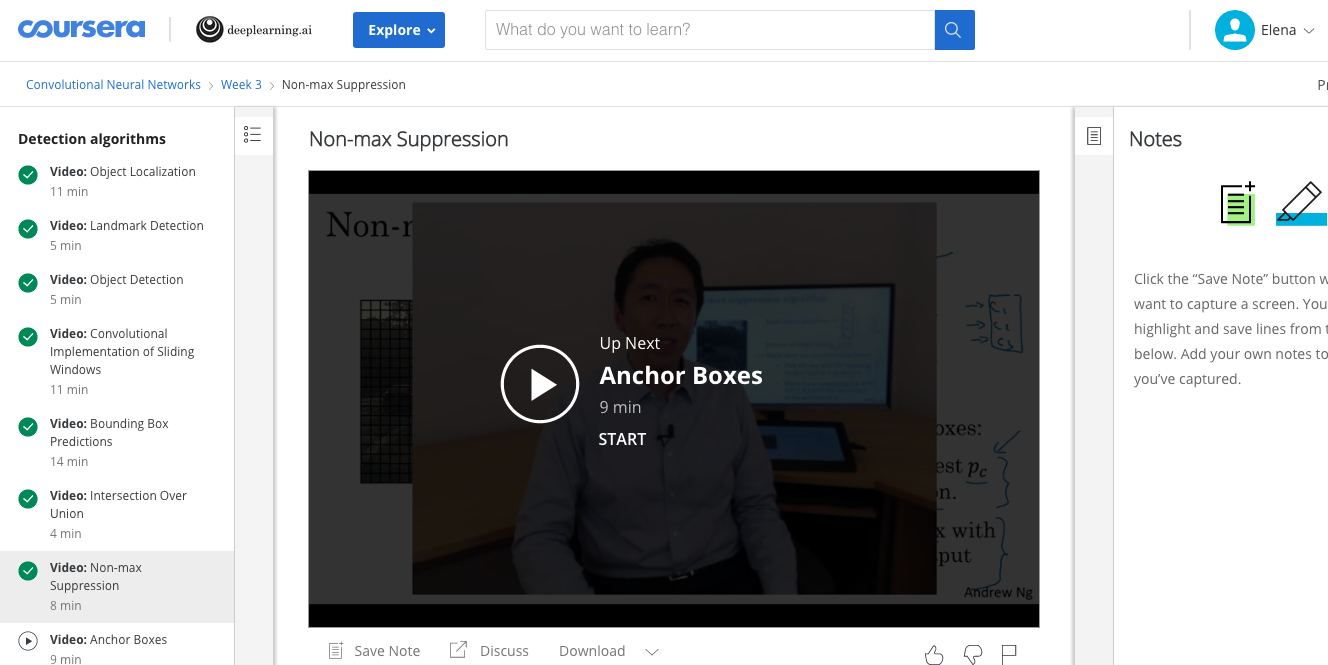 coursera
deeplearning.ai
Explore
What do you want to learn?
Elena
Convolutional Neural Networks > Week 3 > Non-max Suppression
Detection algorithms
Video: Object Localization
11 min
Video: Landmark Detection
5 min
Video: Object Detection
5 min
Video: Convolutional
Implementation of Sliding
Windows
11 min
Video: Bounding Box
Predictions
14 min
Video: Intersection Over
Union
4 min
Video: Non-max
Suppression
8 min
Video: Anchor Boxes
9 min
Non-max Suppression
Non-
Up Next
Anchor Boxes
9 min
START
c1
c2
c3
oxes:
est pc
n.
x with
put
Andrew Ng
Save Note
Discuss
Download
Notes
Click the “Save Note” button w
want to capture a screen. You
highlight and save lines from t
below. Add your own notes to
you’ve captured.